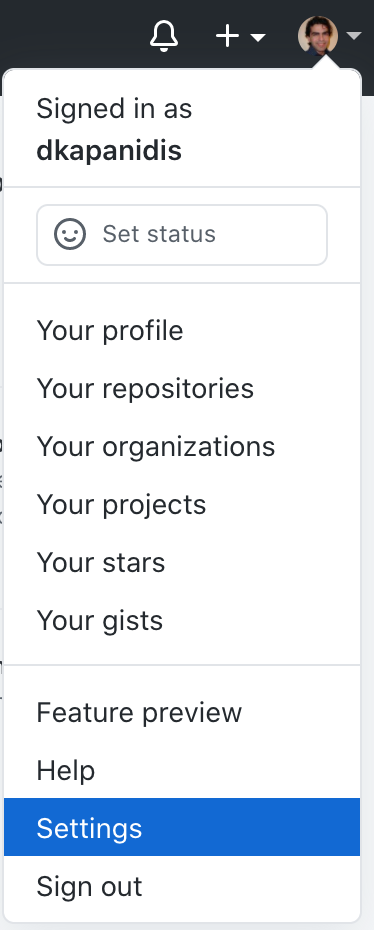 Signed in as
dkapanidis
Set status
Your profile
Your repositories
Your organizations
Your projects
Your stars
Your gists
Feature preview
Help
Settings
Sign out